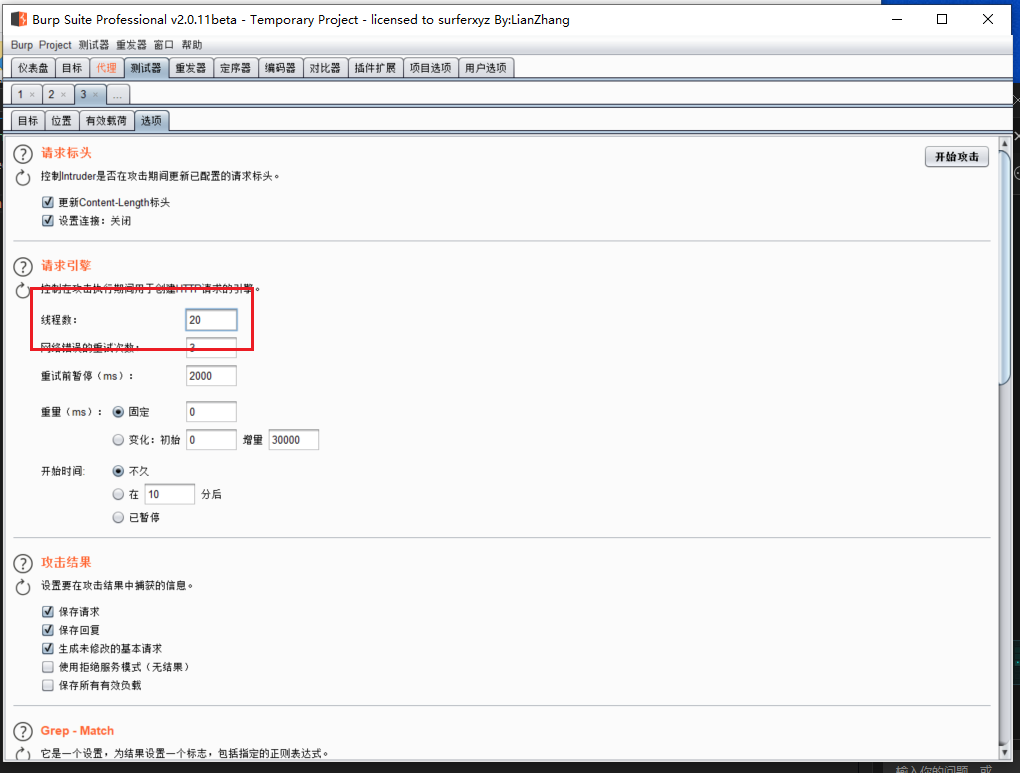 Burp Suite Professional v2.0.11beta - Temporary Project - licensed to surferxyz By:LianZhang
Burp Project 测试器 重发器 窗口 帮助
仪表盘 目标 代理 测试器 重发器 定序器 编码器 对比器 插件扩展 项目选项 用户选项
1 × 2 × 3 × ...
目标 位置 有效载荷 选项
请求标头
开始攻击
控制Intruder是否在攻击期间更新已配置的请求标头。
更新Content-Length标头
设置连接：关闭
请求引擎
控制在攻击执行期间用于创建HTTP请求的引擎。
线程数： 20
网络错误的重试次数： 3
重试前暂停（ms）： 2000
重量（ms）： 固定 0
变化：初始 0 增量 30000
开始时间: 不久
在 10 分后
已暂停
攻击结果
设置要在攻击结果中捕获的信息。
保存请求
保存回复
生成未修改的基本请求
使用拒绝服务模式（无结果）
保存所有有效负载
Grep - Match
它是一个设置，为结果设置一个标志，包括指定的正则表达式。
输入你的问题，或